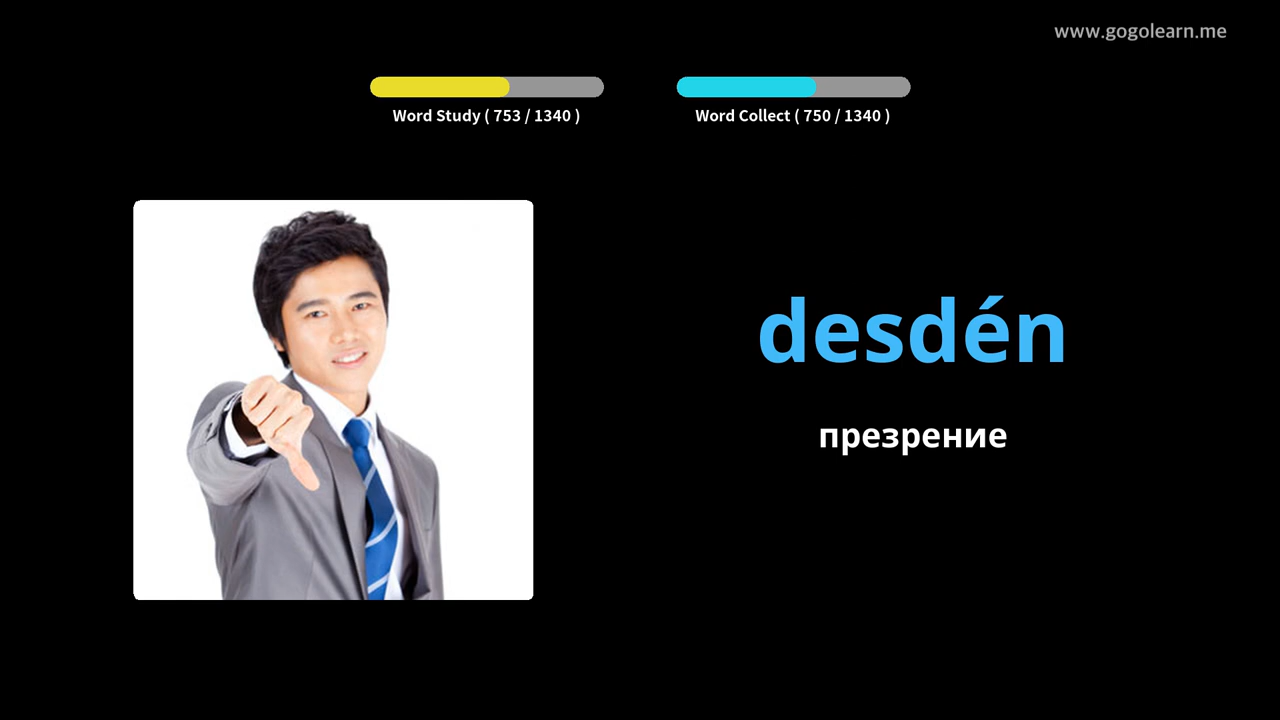 www.gogolearn.me
Word Study ( 753 / 1340 )
Word Collect ( 750 / 1340 )
desdén
презрение